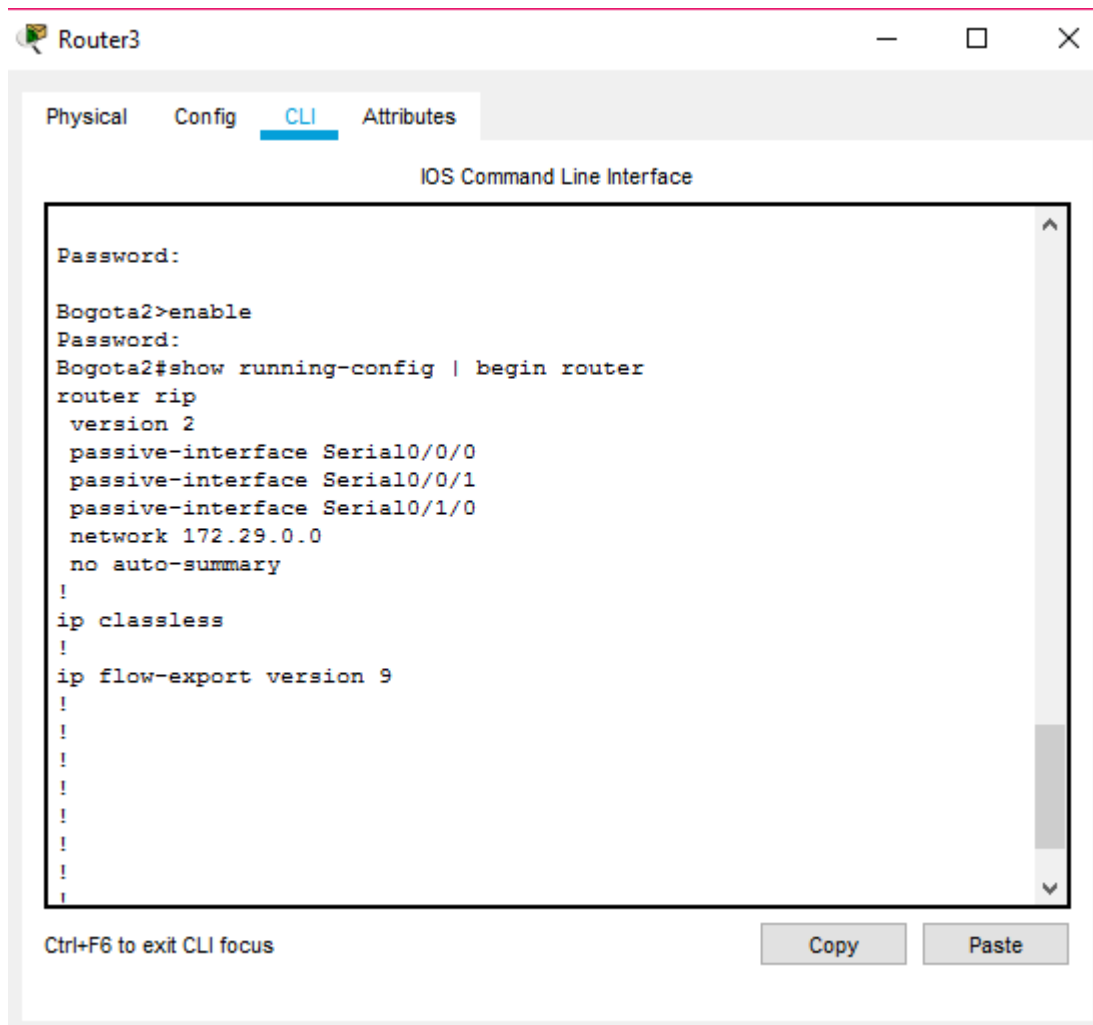 Router3
Physical Config CLI Attributes
IOS Command Line Interface
Password:
Bogota2>enable
Password:
Bogota2#show running-config | begin router
router rip
 version 2
 passive-interface Serial0/0/0
 passive-interface Serial0/0/1
 passive-interface Serial0/1/0
 network 172.29.0.0
 no auto-summary
!
ip classless
!
ip flow-export version 9
!
!
!
!
!
!
!
!
Ctrl+F6 to exit CLI focus
Copy Paste